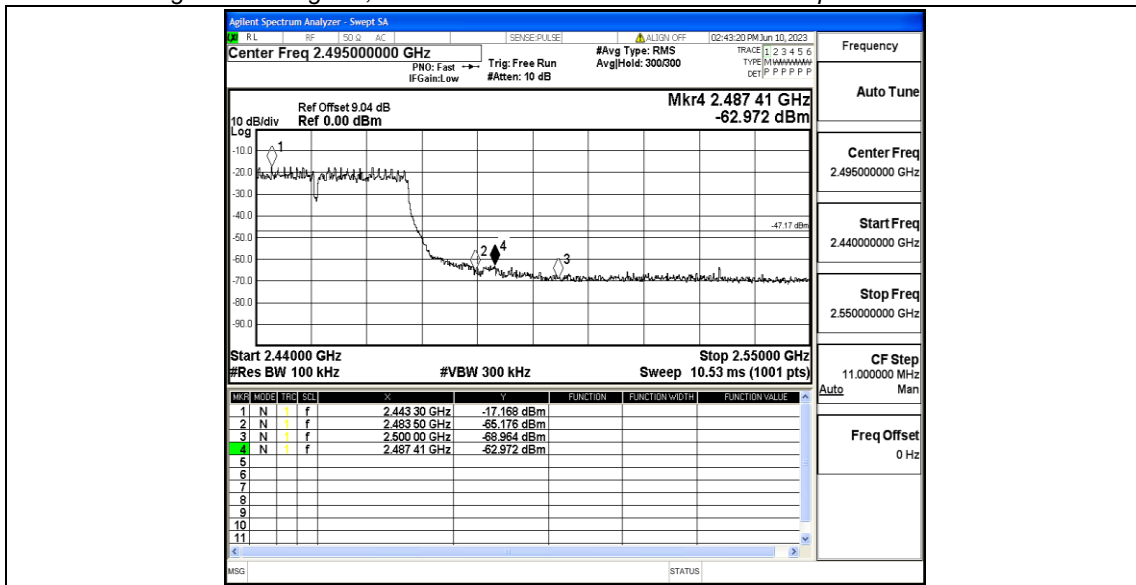 Agilent Spectrum Analyzer - Swept SA
RL RF 50 Ω AC SENSE:PULSE ALIGN OFF 02:43:20 PM Jun 10, 2023
Center Freq 2.495000000 GHz
PNO: Fast
IFGain:Low
Trig: Free Run
#Atten: 10 dB
#Avg Type: RMS
Avg|Hold: 300/300
TRACE 1 2 3 4 5 6
TYPE M
DET P P P P P P
Mkr4 2.487 41 GHz
-62.972 dBm
Ref Offset 9.04 dB
10 dB/div Ref 0.00 dBm
Log
-10.0
-20.0
-30.0
-40.0
-50.0
-60.0
-70.0
-80.0
-90.0
1
2
4
3
-47.17 dBm
Start 2.44000 GHz
Stop 2.55000 GHz
#Res BW 100 kHz #VBW 300 kHz Sweep 10.53 ms (1001 pts)
MKR MODE TRC SCL X Y FUNCTION FUNCTION WIDTH FUNCTION VALUE
1 N 1 f 2.443 30 GHz -17.168 dBm
2 N 1 f 2.483 50 GHz -65.176 dBm
3 N 1 f 2.500 00 GHz -68.964 dBm
4 N 1 f 2.487 41 GHz -62.972 dBm
5
6
7
8
9
10
11
MSG STATUS
Frequency
Auto Tune
Center Freq
2.495000000 GHz
Start Freq
2.440000000 GHz
Stop Freq
2.550000000 GHz
CF Step
11.000000 MHz
Auto Man
Freq Offset
0 Hz